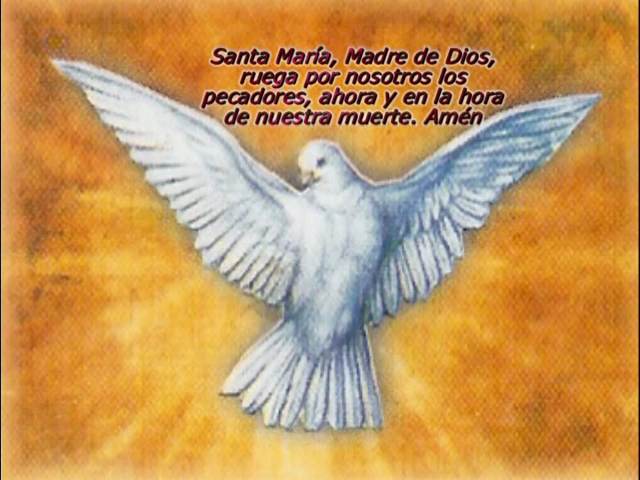 Santa María, Madre de Dios,
ruega por nosotros los
pecadores, ahora y en la hora
de nuestra muerte. Amén